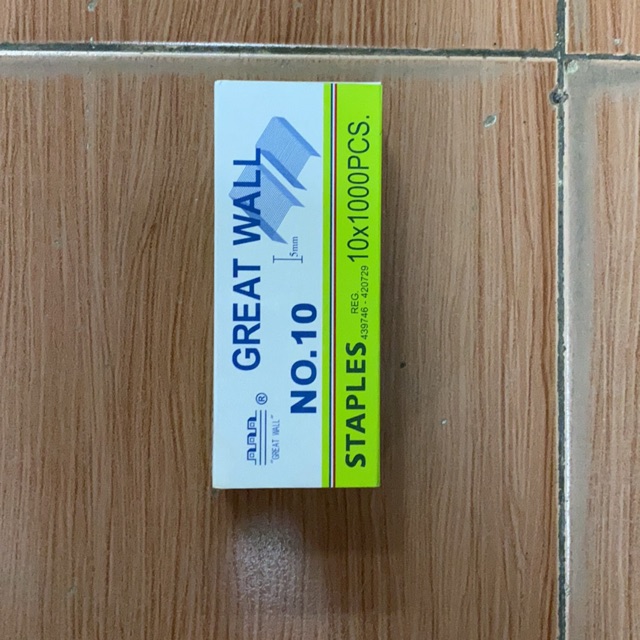 GREAT WALL
5mm
NO.10
®
"GREAT WALL"
STAPLES
REG.
439746 - 420729
10x1000PCS.